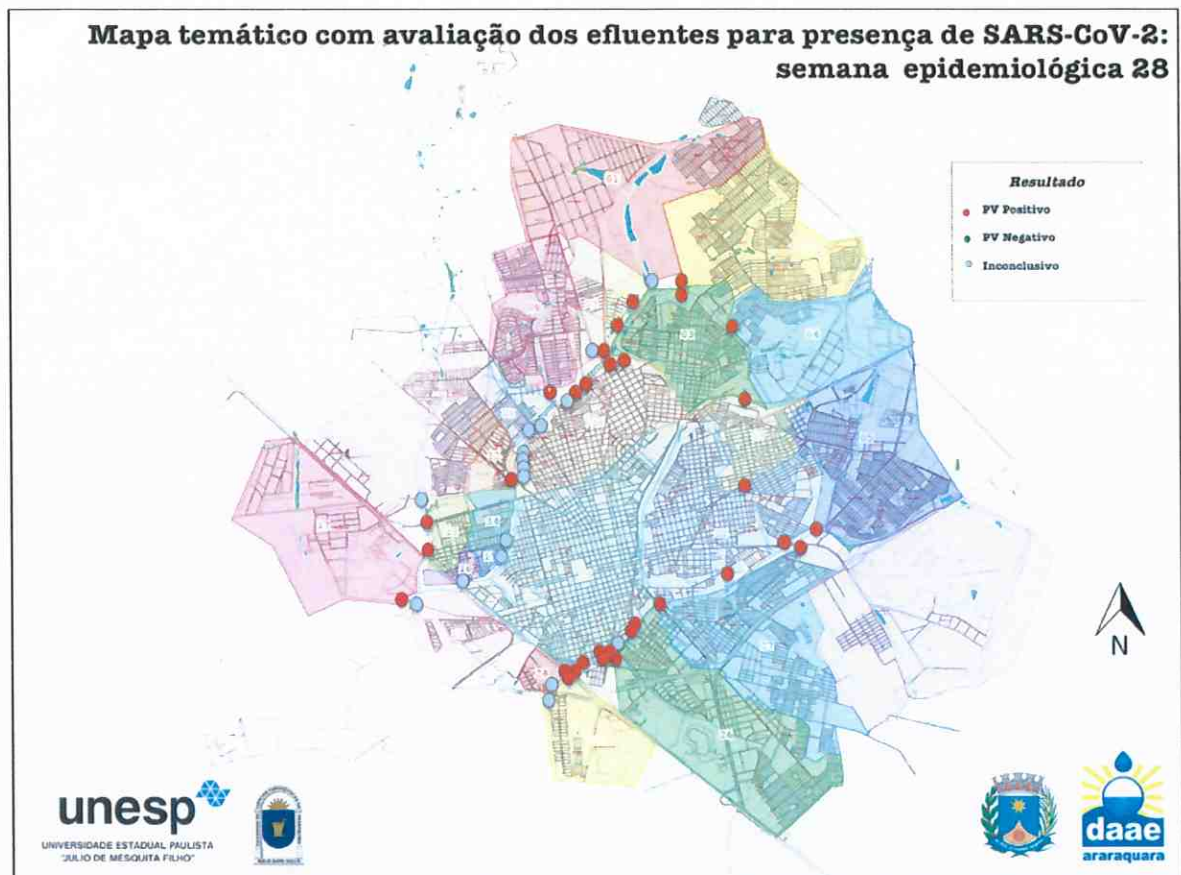 Mapa temático com avaliação dos efluentes para presença de SARS-CoV-2:
semana epidemiológica 28
Resultado
PV Positivo
PV Negativo
Inconclusivo
N
unesp
UNIVERSIDADE ESTADUAL PAULISTA
"JULIO DE MESQUITA FILHO"
daae
araraquara